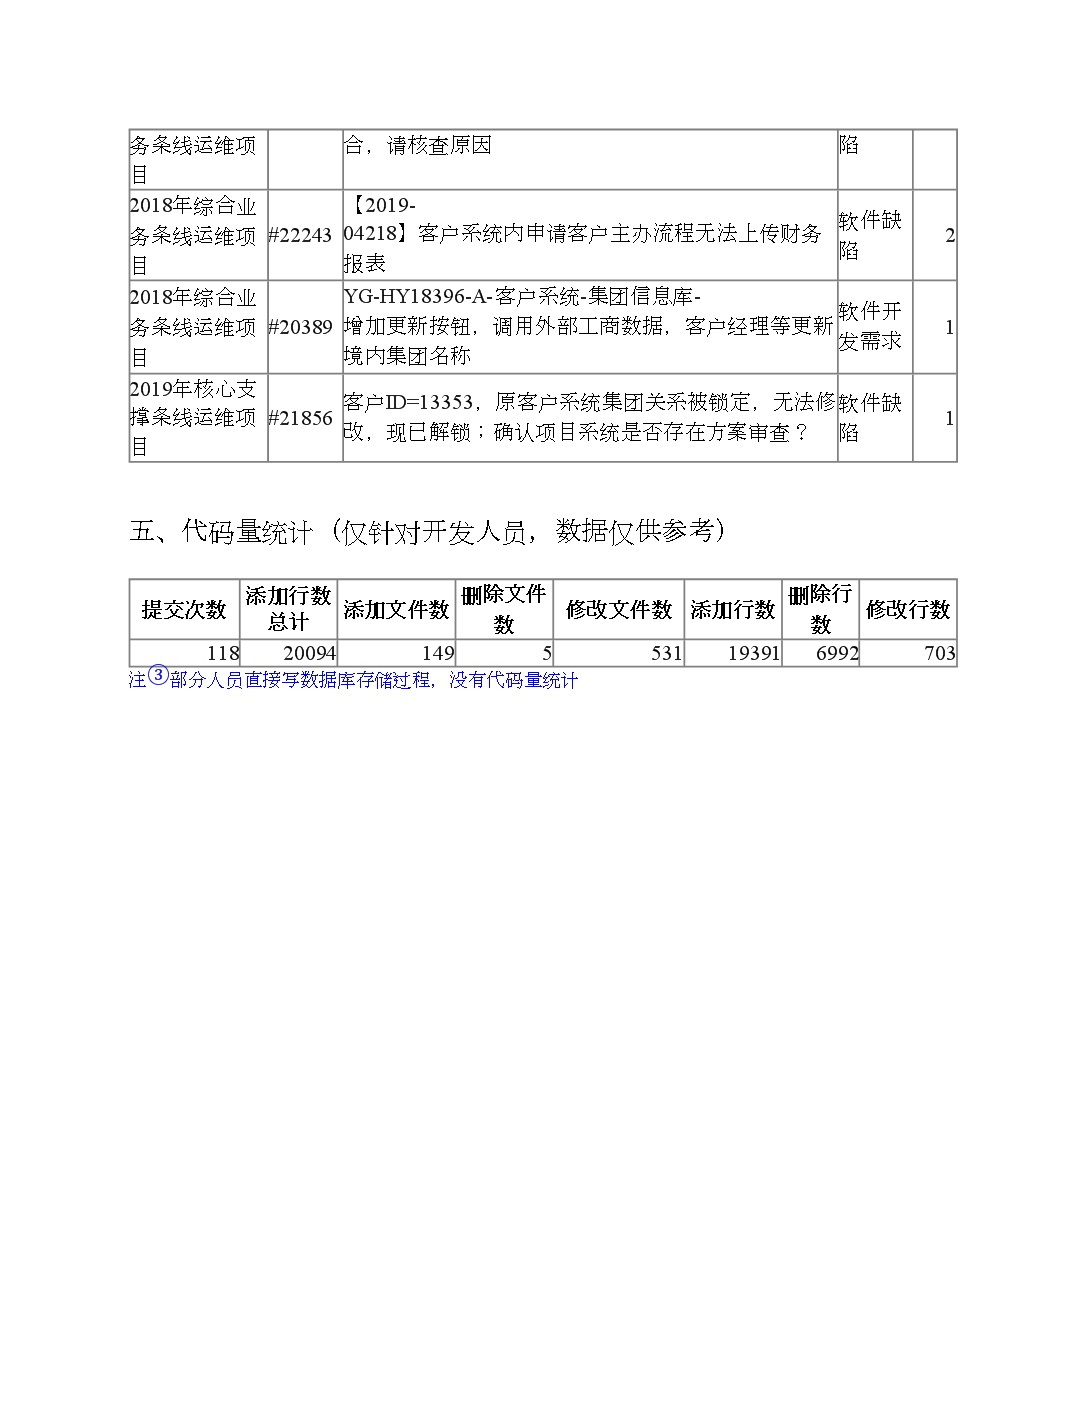 务条线运维项
目
合，请核查原因
陷
2018年综合业
务条线运维项
目
#22243
【2019-
04218】客户系统内申请客户主办流程无法上传财务
报表
软件缺
陷
2
2018年综合业
务条线运维项
目
#20389
YG-HY18396-A-客户系统-集团信息库-
增加更新按钮，调用外部工商数据，客户经理等更新
境内集团名称
软件开
发需求
1
2019年核心支
撑条线运维项
目
#21856
客户ID=13353，原客户系统集团关系被锁定，无法修
改，现已解锁；确认项目系统是否存在方案审查？
软件缺
陷
1
五、代码量统计（仅针对开发人员，数据仅供参考）
提交次数
添加行数
总计
添加文件数
删除文件
数
修改文件数
添加行数
删除行
数
修改行数
118
20094
149
5
531
19391
6992
703
注③部分人员直接写数据库存储过程，没有代码量统计